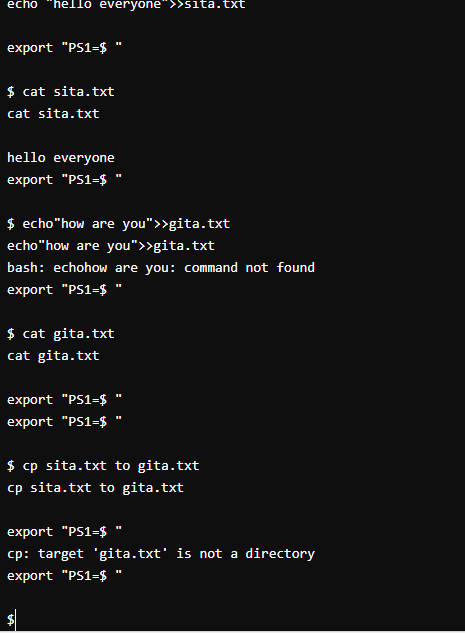 echo "hello everyone">>sita.txt
export "PS1=$ "
$ cat sita.txt
cat sita.txt
hello everyone
export "PS1=$ "
$ echo"how are you">>gita.txt
echo"how are you">>gita.txt
bash: echohow are you: command not found
export "PS1=$ "
$ cat gita.txt
cat gita.txt
export "PS1=$ "
export "PS1=$ "
$ cp sita.txt to gita.txt
cp sita.txt to gita.txt
export "PS1=$ "
cp: target 'gita.txt' is not a directory
export "PS1=$ "
$